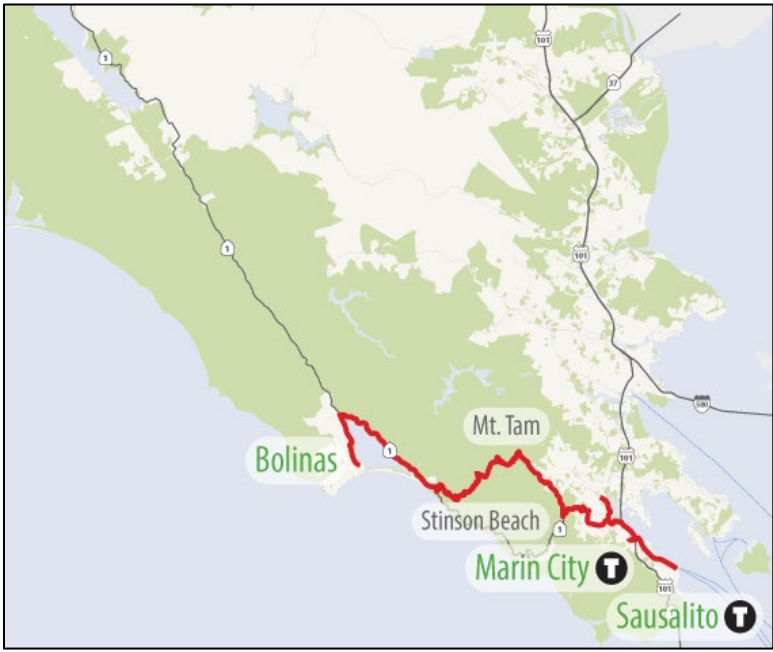 1
101
37
1
101
580
Mt. Tam
Bolinas
1
101
Stinson Beach
1
Marin City T
101
Sausalito T